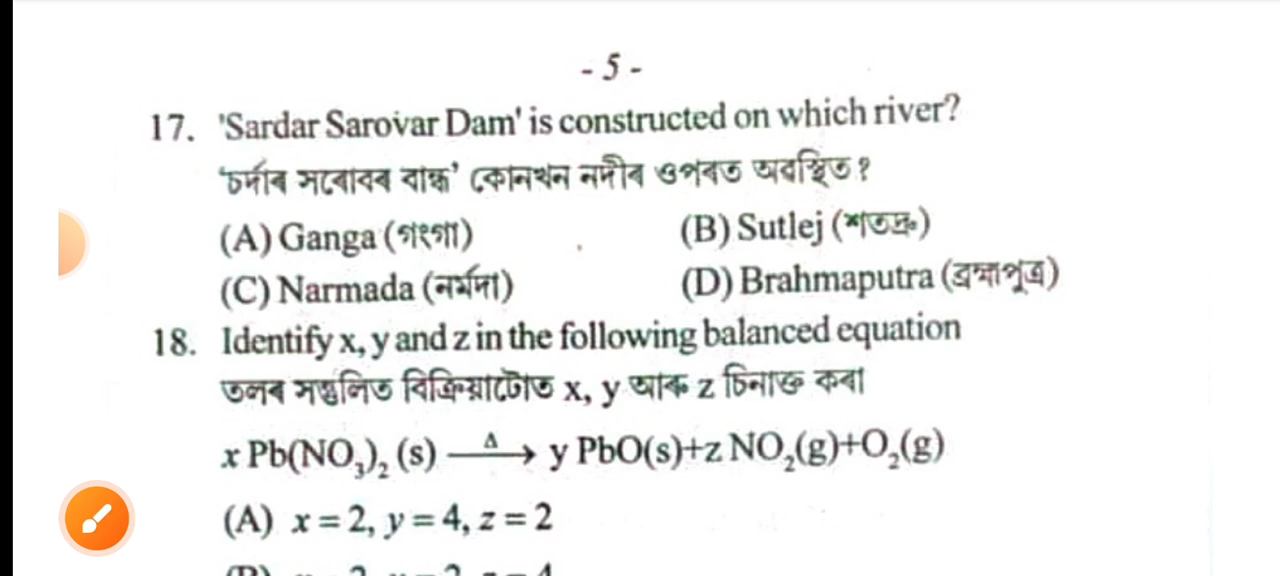 - 5 -
17. 'Sardar Sarovar Dam' is constructed on which river?
'চৰ্দাৰ সৰোবৰ বান্ধ' কোনখন নদীৰ ওপৰত অৱস্থিত ?
(A) Ganga (গংগা) (B) Sutlej (শতদ্ৰু)
(C) Narmada (নৰ্মদা) (D) Brahmaputra (ব্ৰহ্মপূত্ৰ)
18. Identify x, y and z in the following balanced equation
তলৰ সন্তুলিত বিক্ৰিয়াটোত x, y আৰু z চিনাক্ত কৰা
x Pb(NO₃)₂ (s) —Δ→ y PbO(s)+z NO₂(g)+O₂(g)
(A) x = 2, y = 4, z = 2